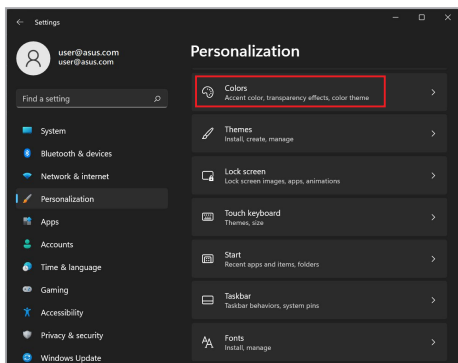 Settings
user@asus.com
user@asus.com
Find a setting
System
Bluetooth & devices
Network & internet
Personalization
Apps
Accounts
Time & language
Gaming
Accessibility
Privacy & security
Windows Update
Personalization
Colors
Accent color, transparency effects, color theme
Themes
Install, create, manage
Lock screen
Lock screen images, apps, animations
Touch keyboard
Themes, size
Start
Recent apps and items, folders
Taskbar
Taskbar behaviors, system pins
Fonts
Install, manage